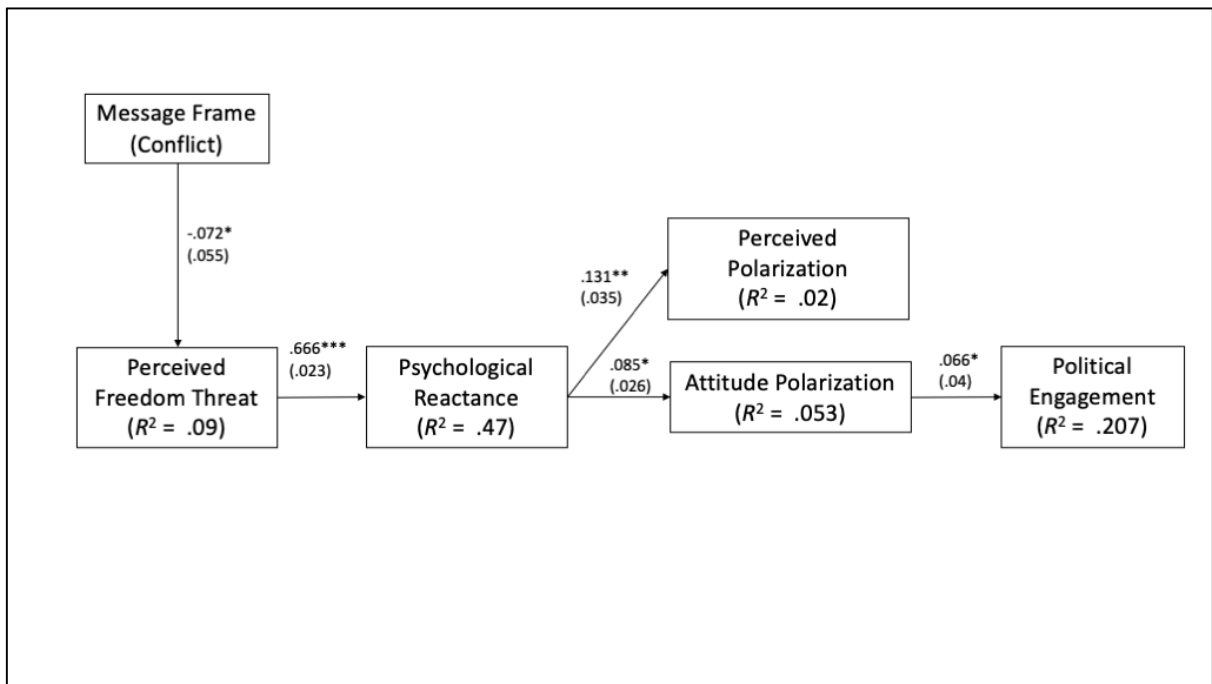 Message Frame
(Conflict)
-.072*
(.055)
Perceived
Freedom Threat
(R² = .09)
.666***
(.023)
Psychological
Reactance
(R² = .47)
.131**
(.035)
Perceived
Polarization
(R² = .02)
.085*
(.026)
Attitude Polarization
(R² = .053)
.066*
(.04)
Political
Engagement
(R² = .207)